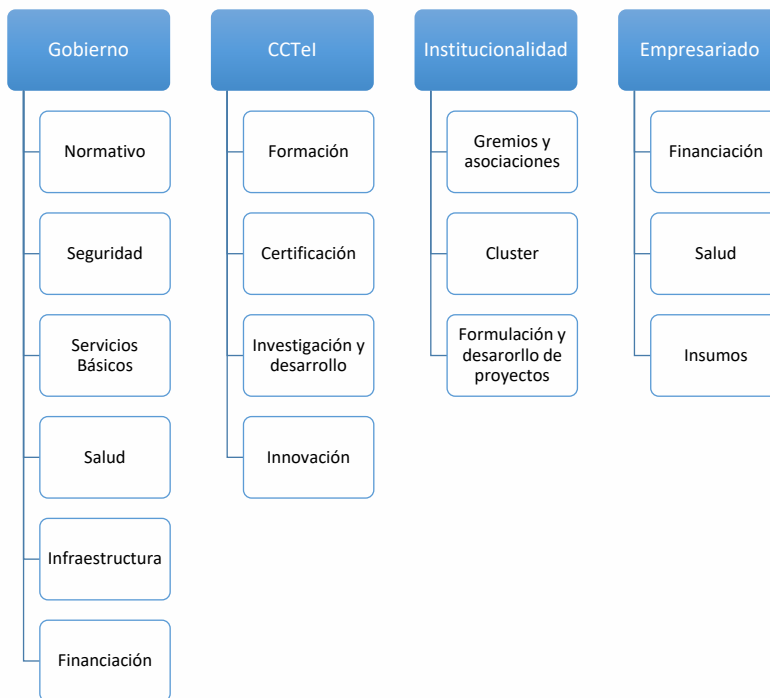 Gobierno
Normativo
Seguridad
Servicios
Básicos
Salud
Infraestructura
Financiación
CCTeI
Formación
Certificación
Investigación y
desarrollo
Innovación
Institucionalidad
Gremios y
asociaciones
Cluster
Formulación y
desarorllo de
proyectos
Empresariado
Financiación
Salud
Insumos